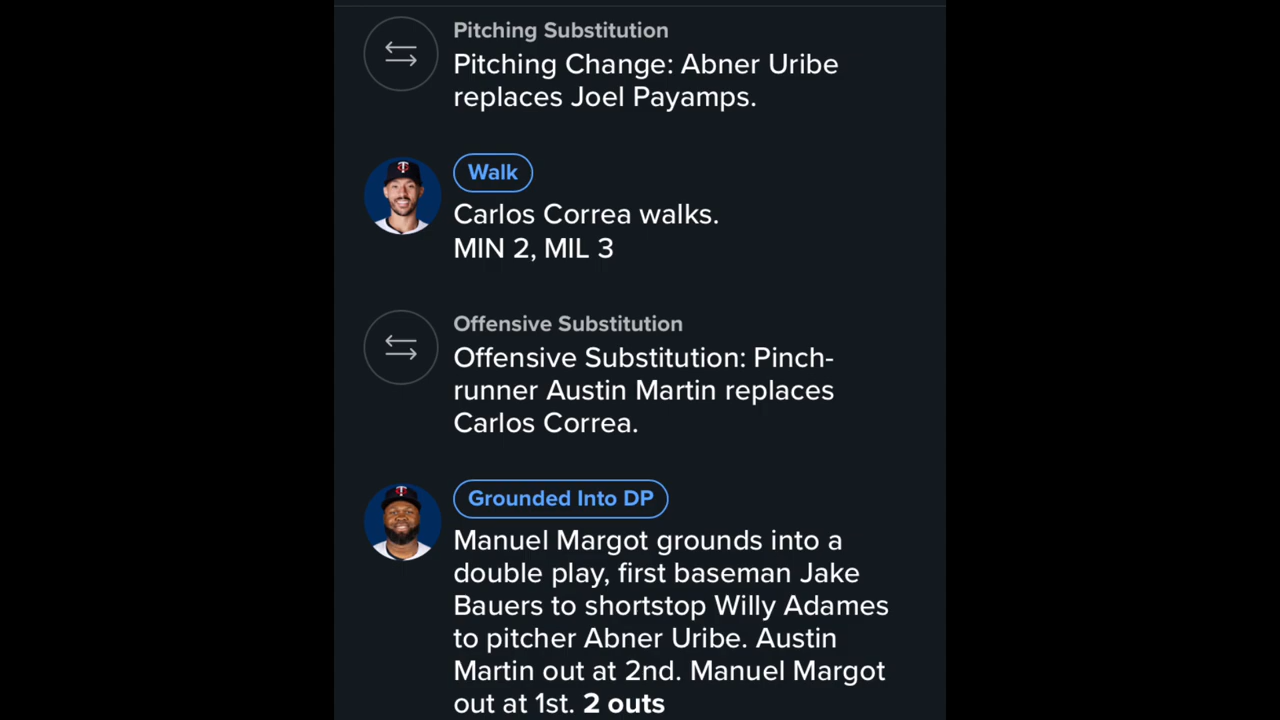 Pitching Substitution
Pitching Change: Abner Uribe
replaces Joel Payamps.
Walk
Carlos Correa walks.
MIN 2, MIL 3
Offensive Substitution
Offensive Substitution: Pinch-
runner Austin Martin replaces
Carlos Correa.
Grounded Into DP
Manuel Margot grounds into a
double play, first baseman Jake
Bauers to shortstop Willy Adames
to pitcher Abner Uribe. Austin
Martin out at 2nd. Manuel Margot
out at 1st. 2 outs